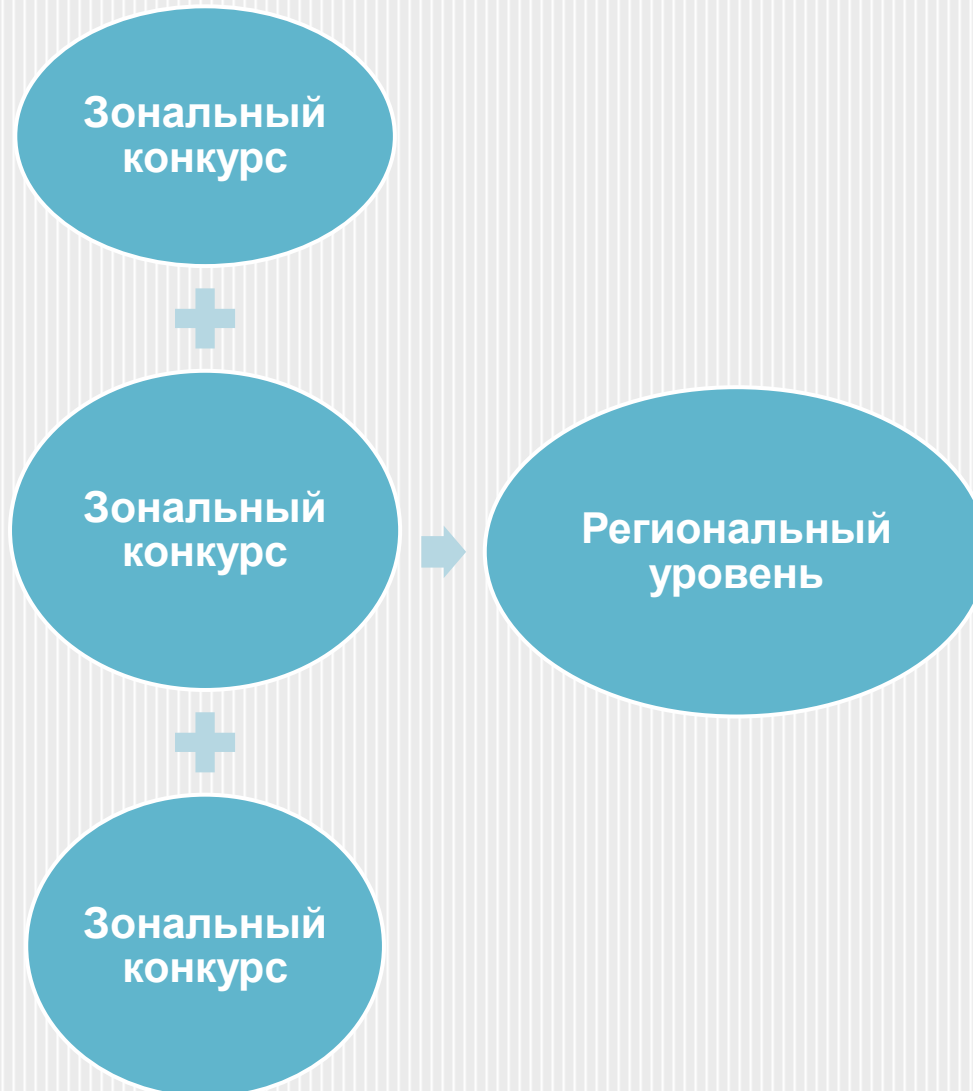 Зональный
конкурс
Зональный
конкурс
Зональный
конкурс
Региональный
уровень